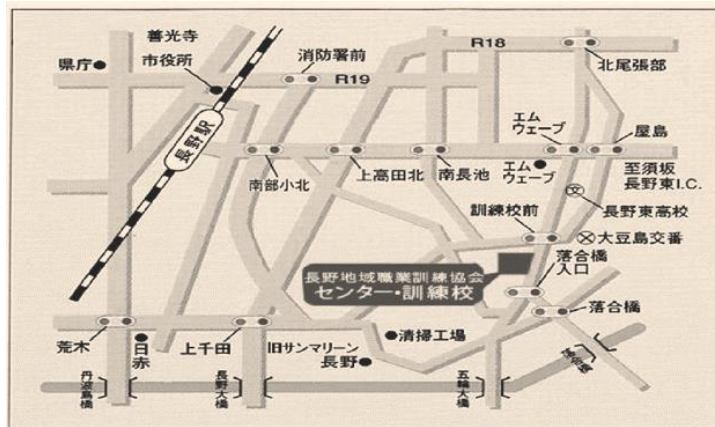 善光寺
消防署前
R18
北尾張部
県庁
市役所
R19
長野駅
エム
ウェーブ
屋島
南部小北
上高田北
南長池
エム
ウェーブ
至須坂
長野東I.C.
文
長野東高校
訓練校前
大豆島交番
長野地域職業訓練協会
センター・訓練校
落合橋
入口
落合橋
荒木
日赤
上千田
旧サンマリーン
長野
清掃工場
丹波島橋
長野大橋
五輪大橋